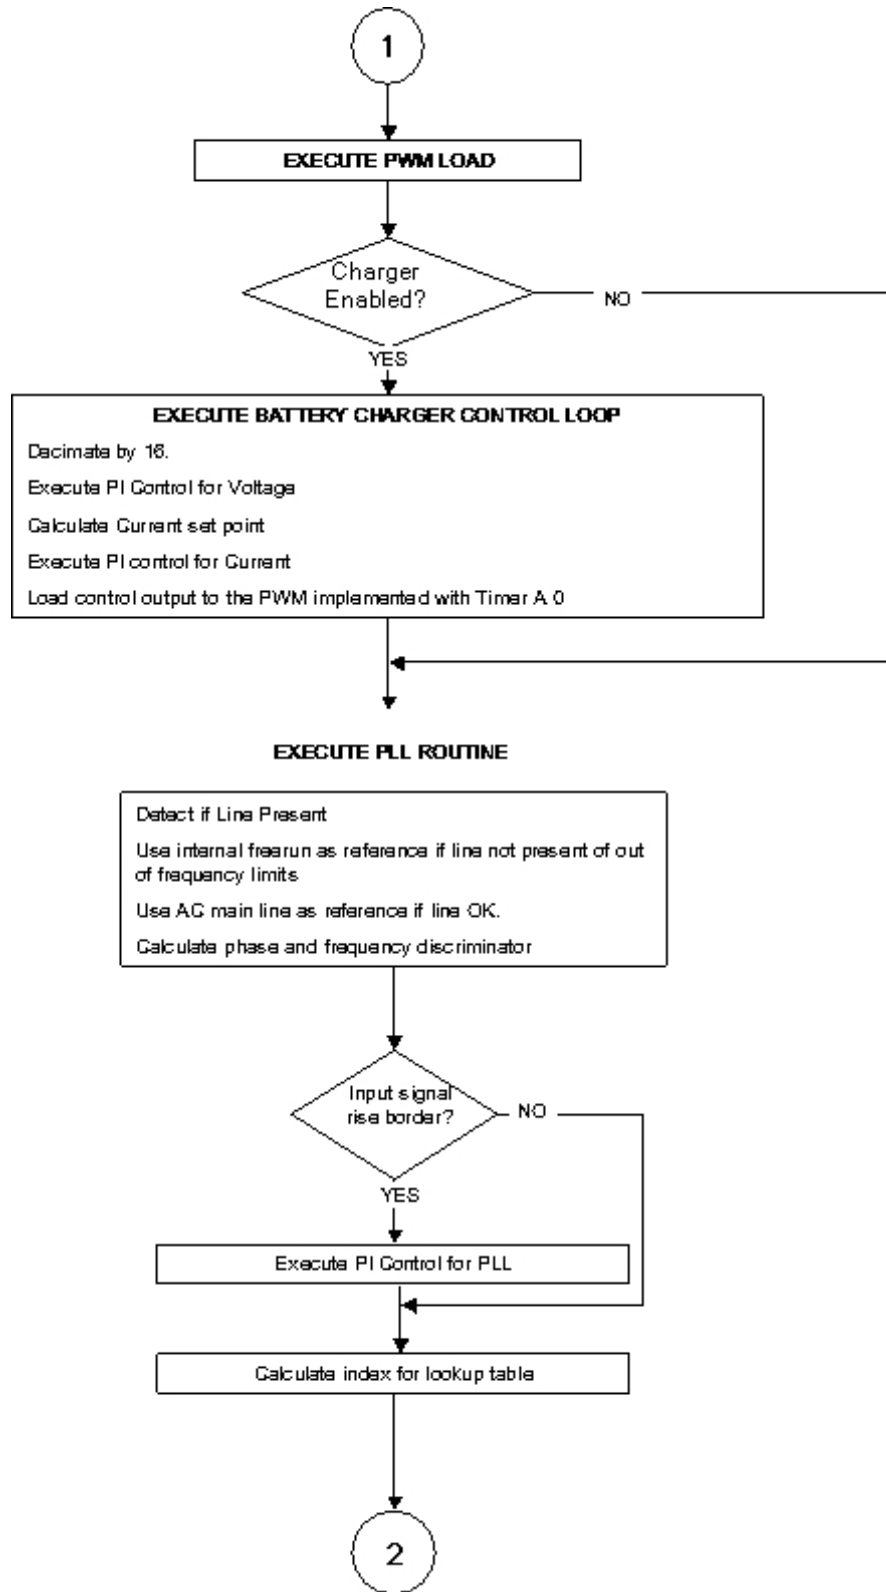 1
EXECUTE PWM LOAD
Charger
Enabled?
NO
YES
EXECUTE BATTERY CHARGER CONTROL LOOP
Decimate by 16.
Execute PI Control for Voltage
Calculate Current set point
Execute PI control for Current
Load control output to the PWM implemented with Timer A 0
EXECUTE PLL ROUTINE
Detect if Line Present
Use internal freerun as reference if line not present of out
of frequency limits
Use AC main line as reference if line OK.
Calculate phase and frequency discriminator
Input signal
rise border?
NO
YES
Execute PI Control for PLL
Calculate index for lookup table
2